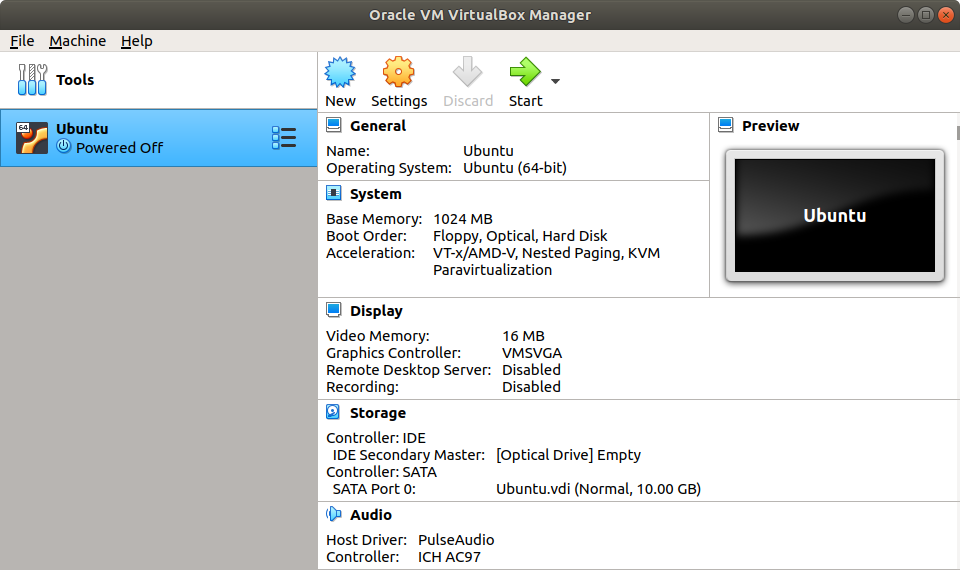 Oracle VM VirtualBox Manager
File Machine Help
Tools
64
Ubuntu
Powered Off
New Settings Discard Start
General
Name: Ubuntu
Operating System: Ubuntu (64-bit)
System
Base Memory: 1024 MB
Boot Order: Floppy, Optical, Hard Disk
Acceleration: VT-x/AMD-V, Nested Paging, KVM
Paravirtualization
Preview
Ubuntu
Display
Video Memory: 16 MB
Graphics Controller: VMSVGA
Remote Desktop Server: Disabled
Recording: Disabled
Storage
Controller: IDE
IDE Secondary Master: [Optical Drive] Empty
Controller: SATA
SATA Port 0: Ubuntu.vdi (Normal, 10.00 GB)
Audio
Host Driver: PulseAudio
Controller: ICH AC97